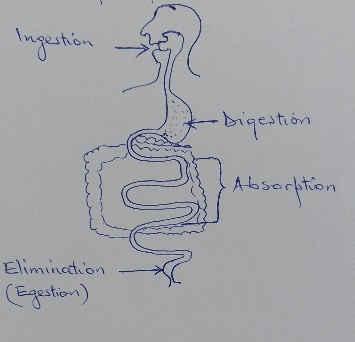 Ingestion
Digestion
Absorption
Elimination
(Egestion)